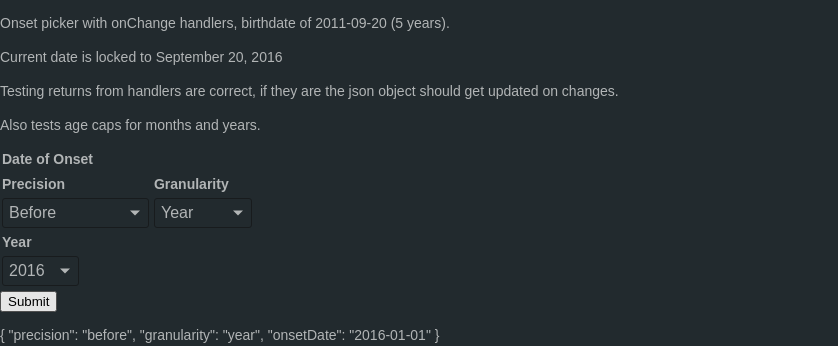 Onset picker with onChange handlers, birthdate of 2011-09-20 (5 years).
Current date is locked to September 20, 2016
Testing returns from handlers are correct, if they are the json object should get updated on changes.
Also tests age caps for months and years.
Date of Onset
Precision Granularity
Before Year
Year
2016
Submit
{ "precision": "before", "granularity": "year", "onsetDate": "2016-01-01" }